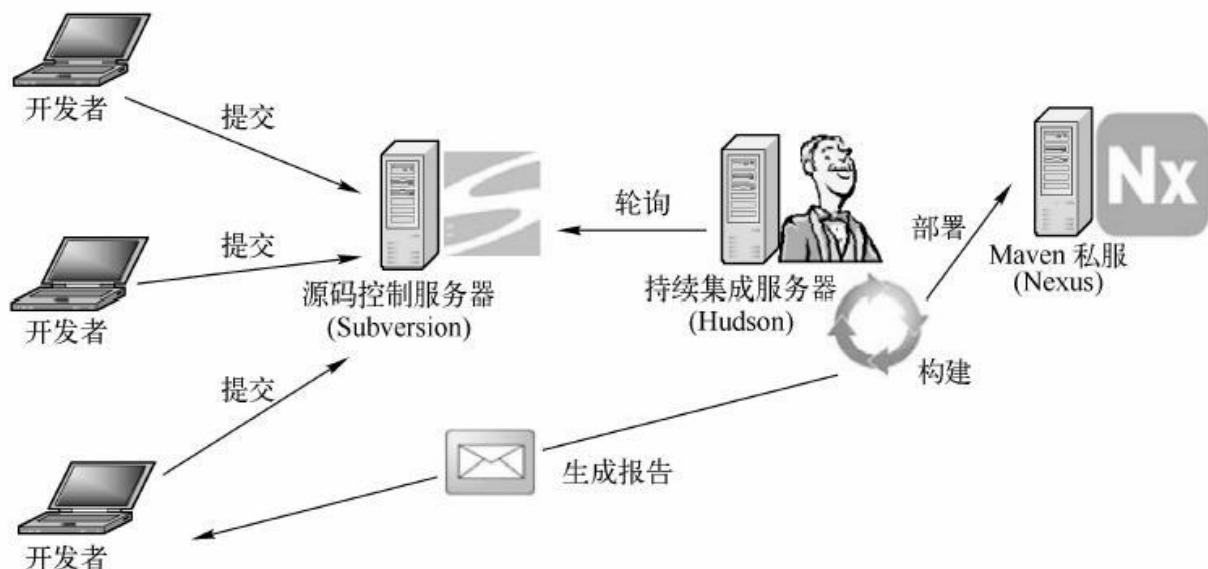 开发者
提交
开发者
提交
源码控制服务器
(Subversion)
轮询
持续集成服务器
(Hudson)
部署
Nx
Maven 私服
(Nexus)
构建
提交
生成报告
开发者